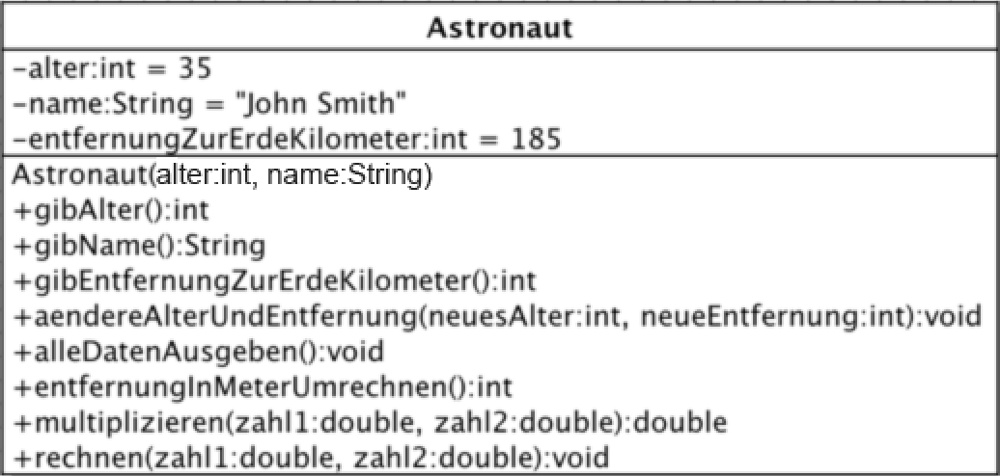 Astronaut
-alter:int = 35
-name:String = "John Smith"
-entfernungZurErdeKilometer:int = 185
Astronaut(alter:int, name:String)
+gibAlter():int
+gibName():String
+gibEntfernungZurErdeKilometer():int
+aendereAlterUndEntfernung(neuesAlter:int, neueEntfernung:int):void
+alleDatenAusgeben():void
+entfernungInMeterUmrechnen():int
+multiplizieren(zahl1:double, zahl2:double):double
+rechnen(zahl1:double, zahl2:double):void